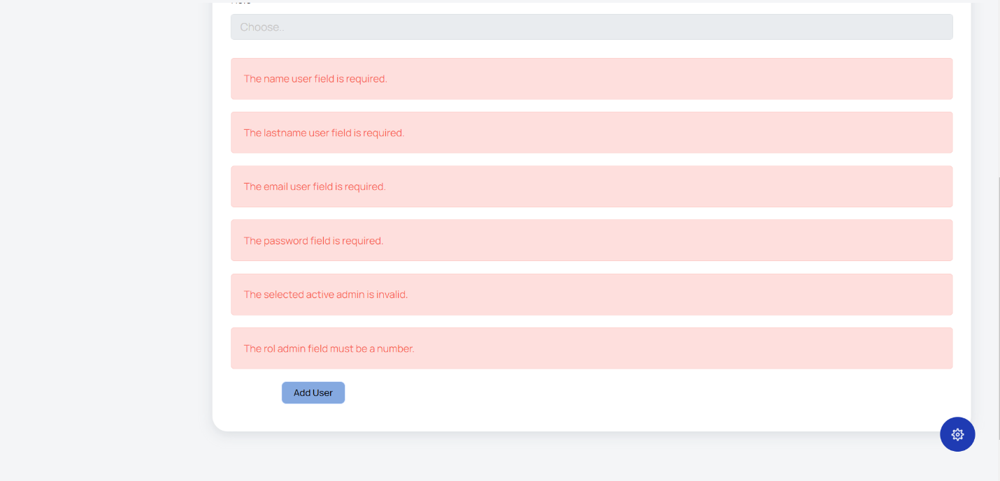 Choose..
The name user field is required.
The lastname user field is required.
The email user field is required.
The password field is required.
The selected active admin is invalid.
The rol admin field must be a number.
Add User